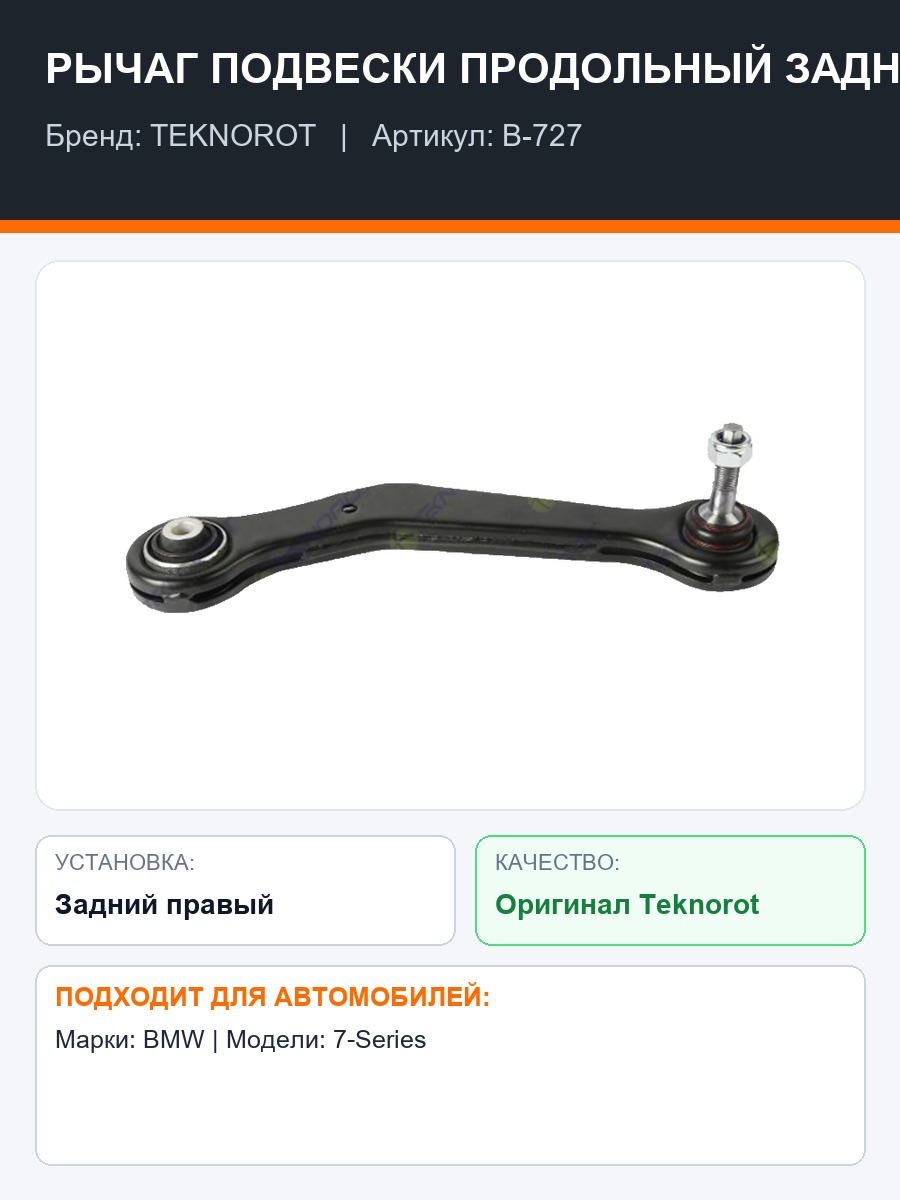 РЫЧАГ ПОДВЕСКИ ПРОДОЛЬНЫЙ ЗАДН
Бренд: TEKNOROT | Артикул: B-727
УСТАНОВКА:
Задний правый
КАЧЕСТВО:
Оригинал Teknorot
ПОДХОДИТ ДЛЯ АВТОМОБИЛЕЙ:
Марки: BMW | Модели: 7-Series